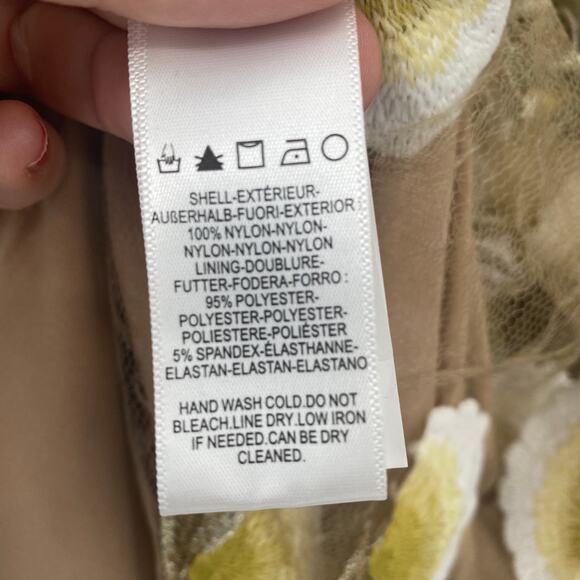 SHELL-EXTÉRIEUR-
AUßERHALB-FUORI-EXTERIOR:
100% NYLON-NYLON-
NYLON-NYLON-NYLON
LINING-DOUBLURE-
FUTTER-FODERA-FORRO :
95% POLYESTER-
POLYESTER-POLYESTER-
POLIESTERE-POLIÉSTER
5% SPANDEX-ÉLASTHANNE-
ELASTAN-ELASTAN-ELASTANO
HAND WASH COLD.DO NOT
BLEACH.LINE DRY.LOW IRON
IF NEEDED.CAN BE DRY
CLEANED.